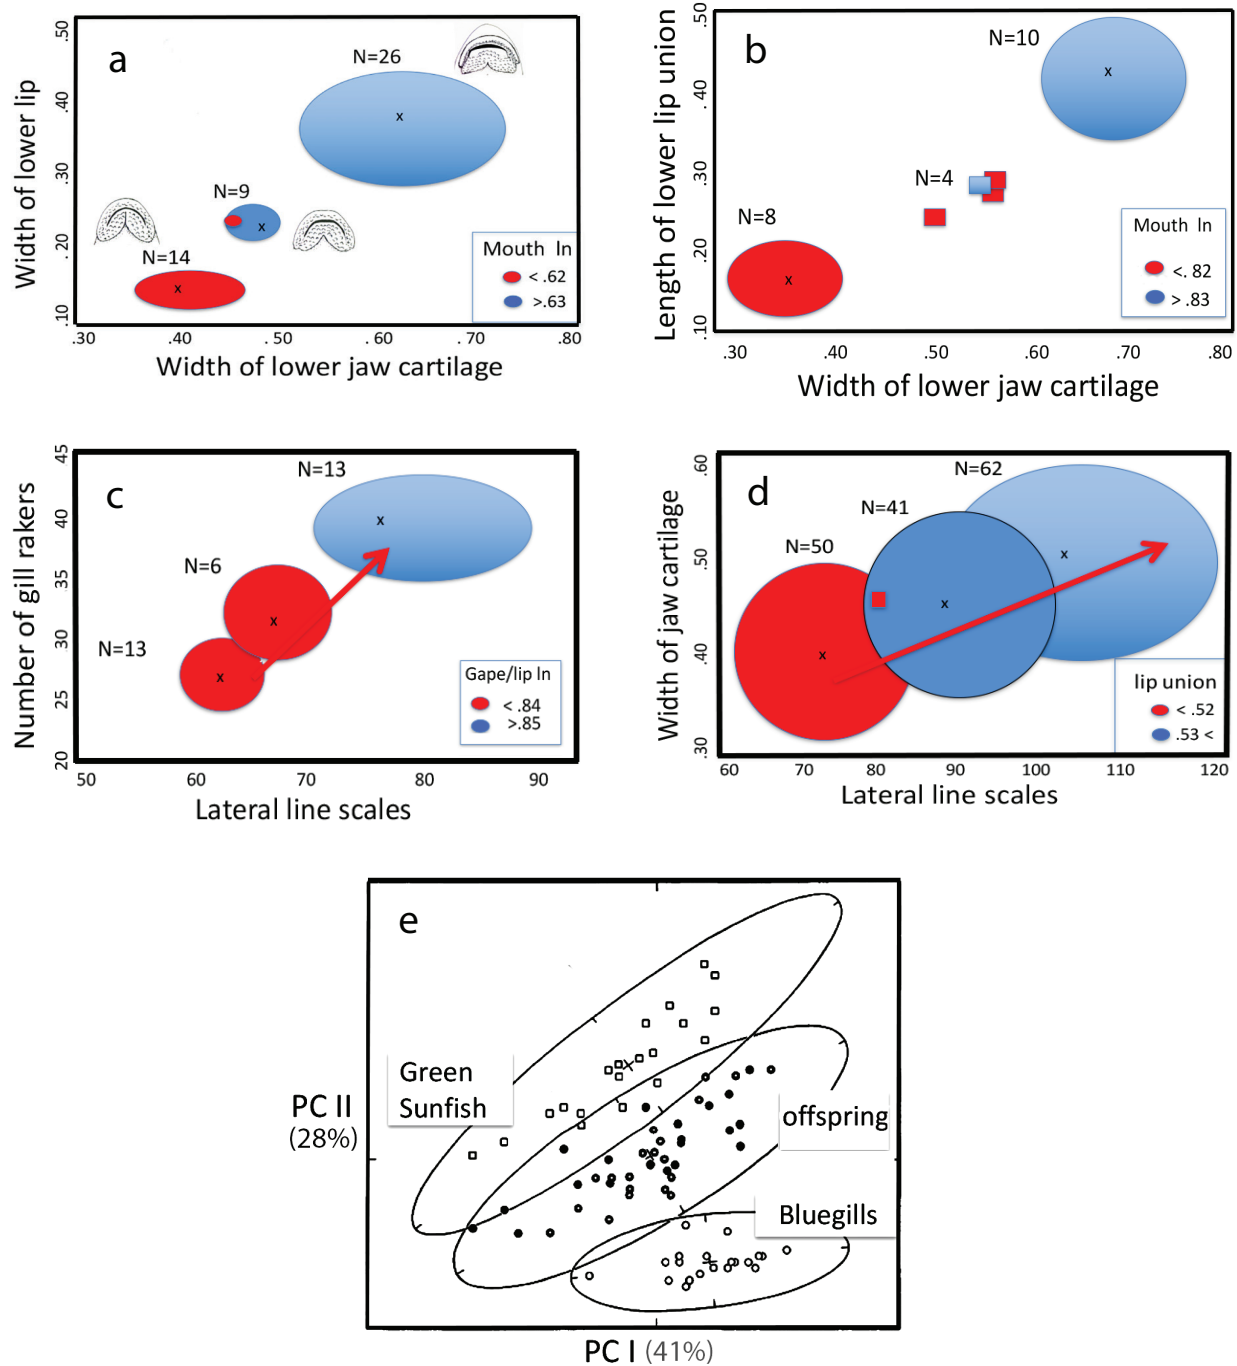 a
N=26
N=9
N=14
Mouth ln
< .62
>.63
.10 .20 .30 .40 .50
Width of lower lip
.30 .40 .50 .60 .70 .80
Width of lower jaw cartilage
b
N=10
N=4
N=8
Mouth ln
<. 82
> .83
.10 .20 .30 .40 .50
Length of lower lip union
.30 .40 .50 .60 .70 .80
Width of lower jaw cartilage
c
N=13
N=6
N=13
Gape/lip ln
< .84
>.85
20 25 30 35 40 45
Number of gill rakers
50 60 70 80 90
Lateral line scales
d
N=62
N=41
N=50
lip union
< .52
.53 <
.30 .40 .50 .60
Width of jaw cartilage
60 70 80 90 100 110 120
Lateral line scales
e
Green
Sunfish
offspring
Bluegills
PC II
(28%)
PC I (41%)